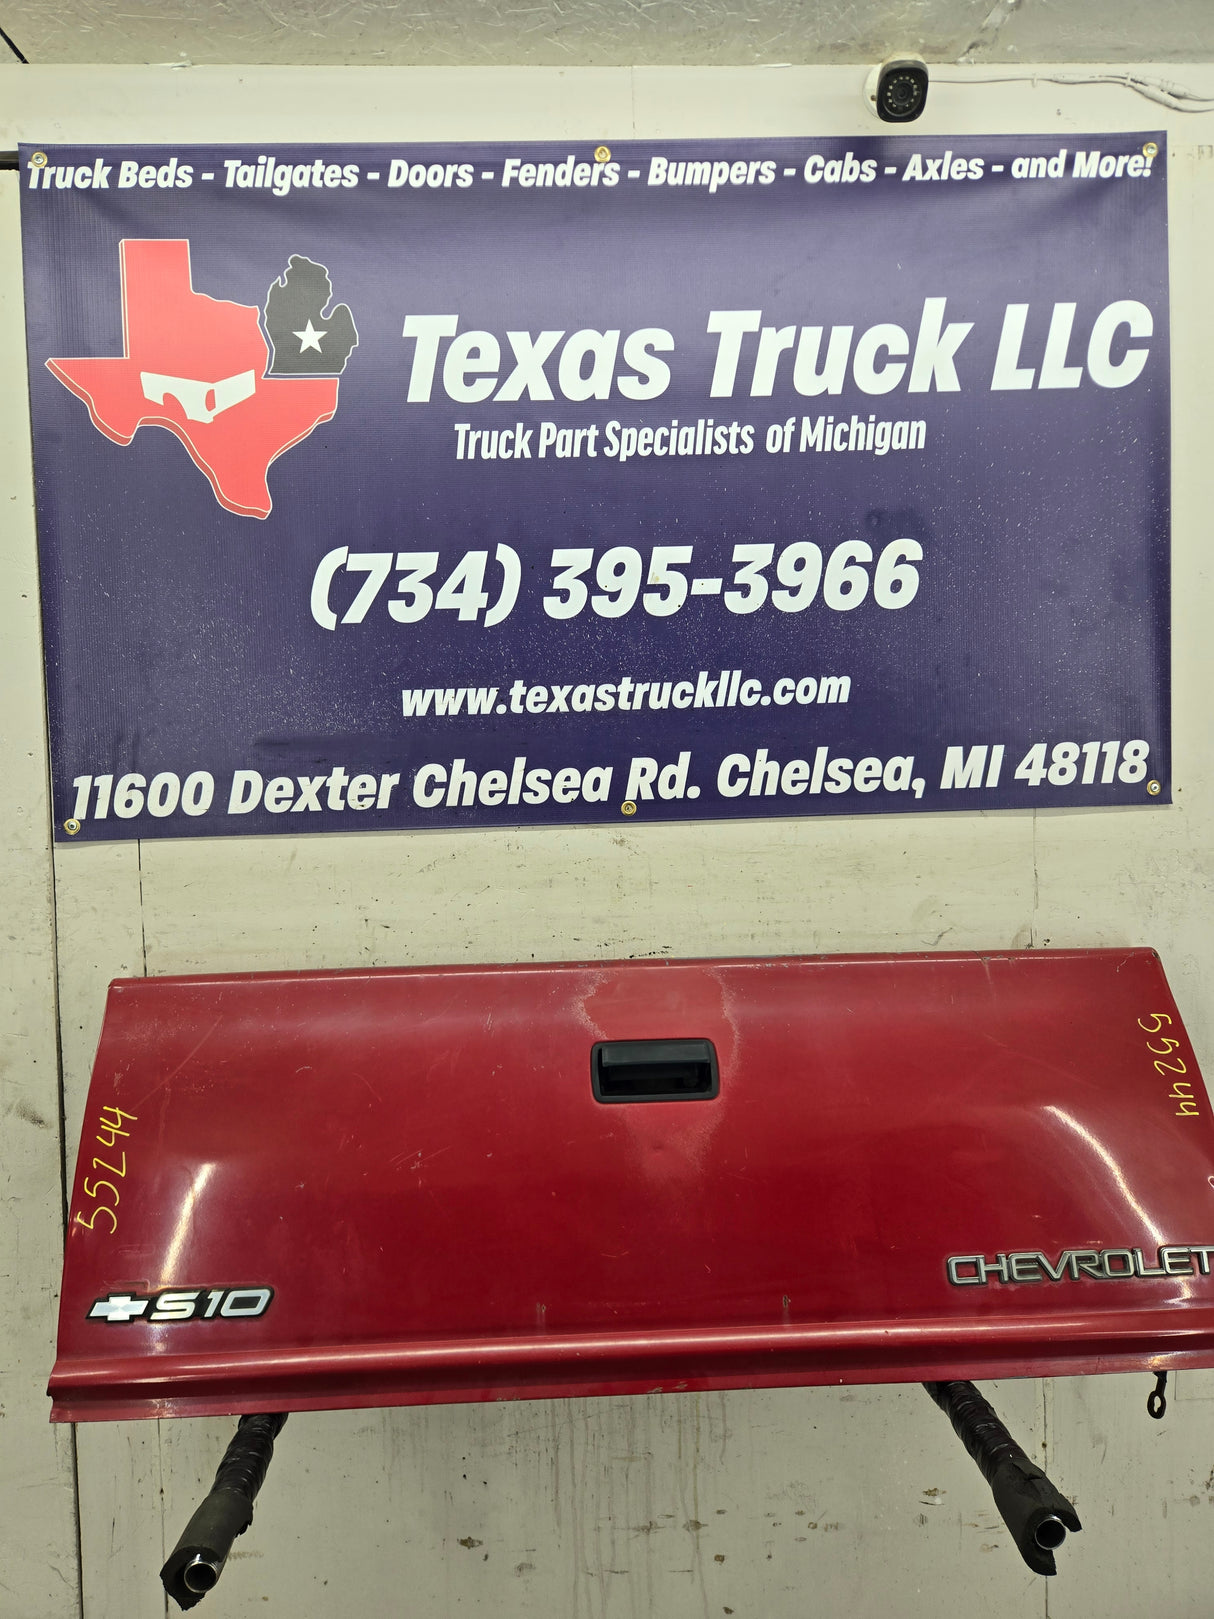 Truck Beds - Tailgates - Doors - Fenders - Bumpers - Cabs - Axles - and More!
Texas Truck LLC
Truck Part Specialists of Michigan
(734) 395-3966
www.texastruckllc.com
11600 Dexter Chelsea Rd. Chelsea, MI 48118
55244
55244
S10
CHEVROLET